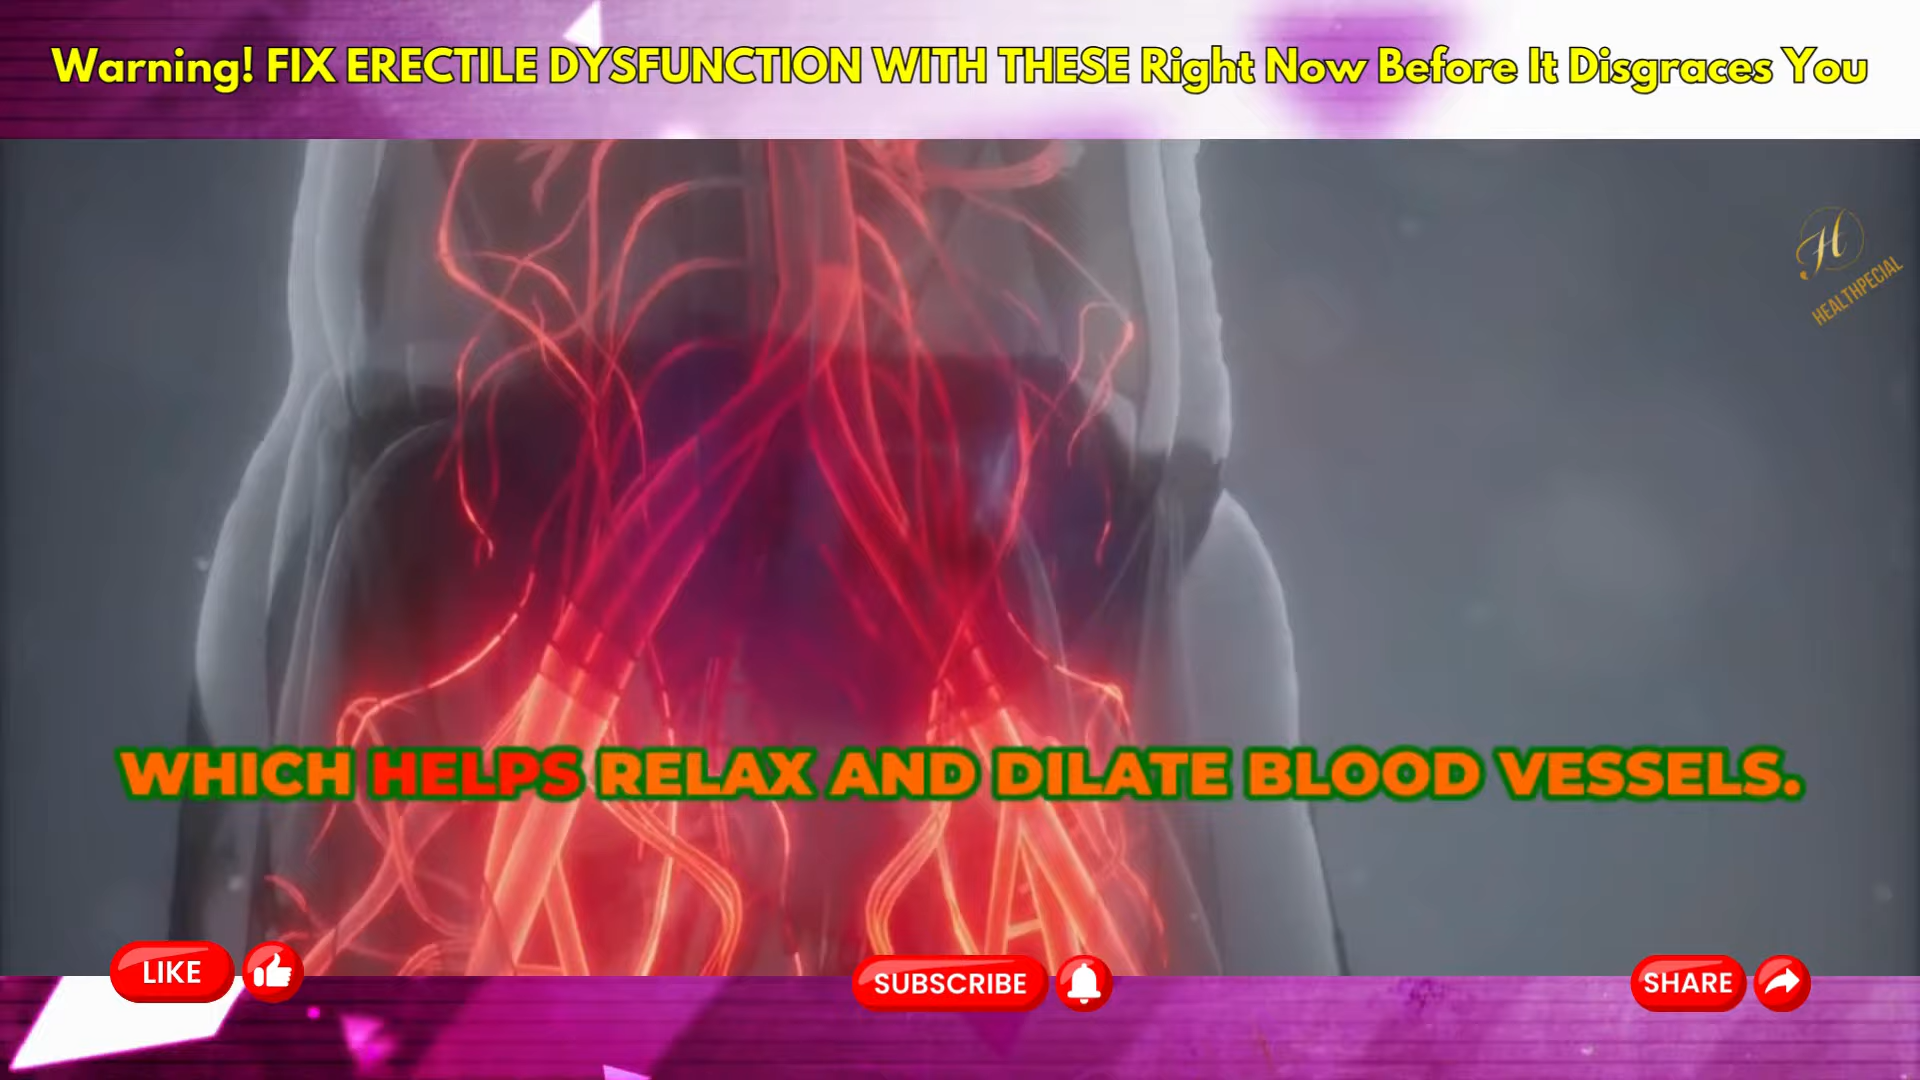 Warning! FIX ERECTILE DYSFUNCTION WITH THESE Right Now Before It Disgraces You
H
HEALTHPECIAL
WHICH HELPS RELAX AND DILATE BLOOD VESSELS.
LIKE
SUBSCRIBE
SHARE